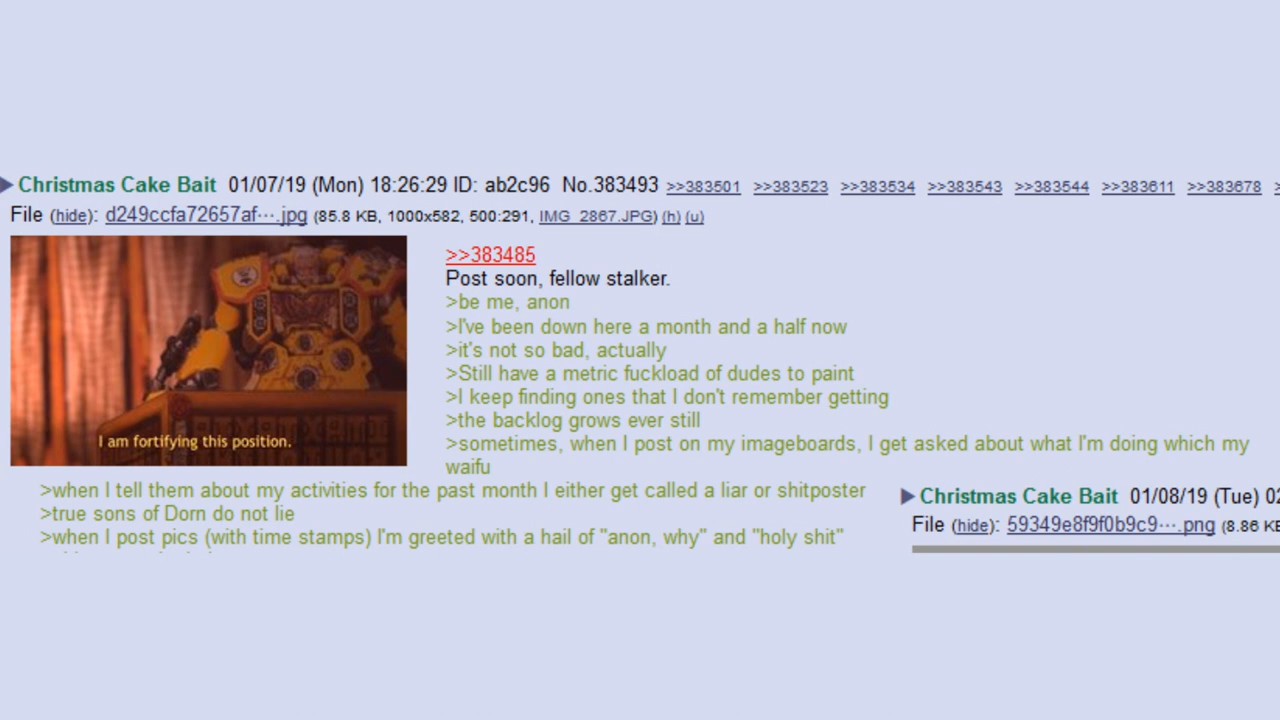 Christmas Cake Bait 01/07/19 (Mon) 18:26:29 ID: ab2c96 No.383493 >>383501 >>383523 >>383534 >>383543 >>383544 >>383611 >>383678 >
File (hide): d249ccfa72657af....jpg (85.8 KB, 1000x582, 500:291, IMG_2867.JPG) (h) (u)
>>383485
Post soon, fellow stalker.
>be me, anon
>I've been down here a month and a half now
>it's not so bad, actually
>Still have a metric fuckload of dudes to paint
>I keep finding ones that I don't remember getting
>the backlog grows ever still
>sometimes, when I post on my imageboards, I get asked about what I'm doing which my
waifu
I am fortifying this position.
>when I tell them about my activities for the past month I either get called a liar or shitposter
>true sons of Dorn do not lie
>when I post pics (with time stamps) I'm greeted with a hail of "anon, why" and "holy shit"
Christmas Cake Bait 01/08/19 (Tue) 02
File (hide): 59349e8f9f0b9c9....png (8.86 KB